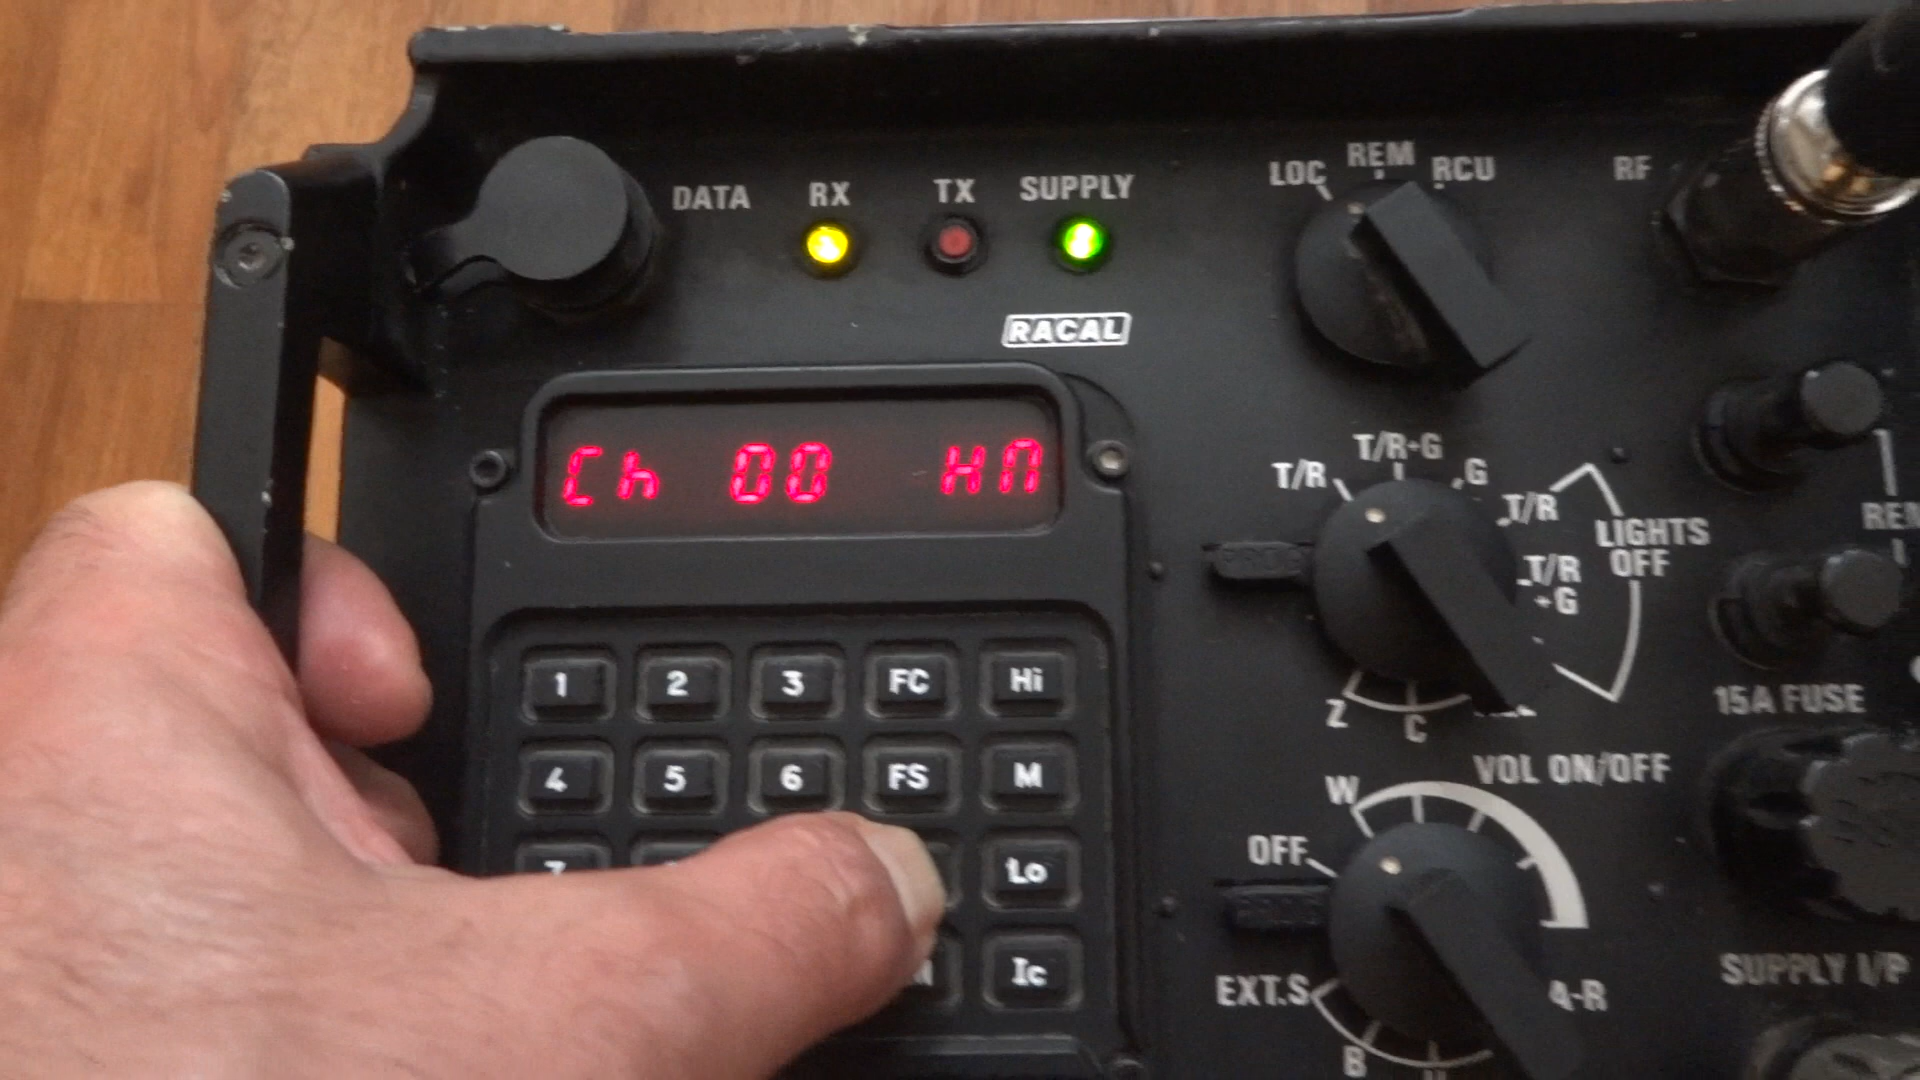 DATA RX TX SUPPLY
LOC REM RCU
RF
RACAL
Ch 00 HΠ
T/R T/R+G G
T/R
T/R
+G
LIGHTS
OFF
Z C
15A FUSE
1 2 3 FC Hi
4 5 6 FS M
Lo
Ic
VOL ON/OFF
W
OFF
EXT.S
B
4-R
SUPPLY I/P